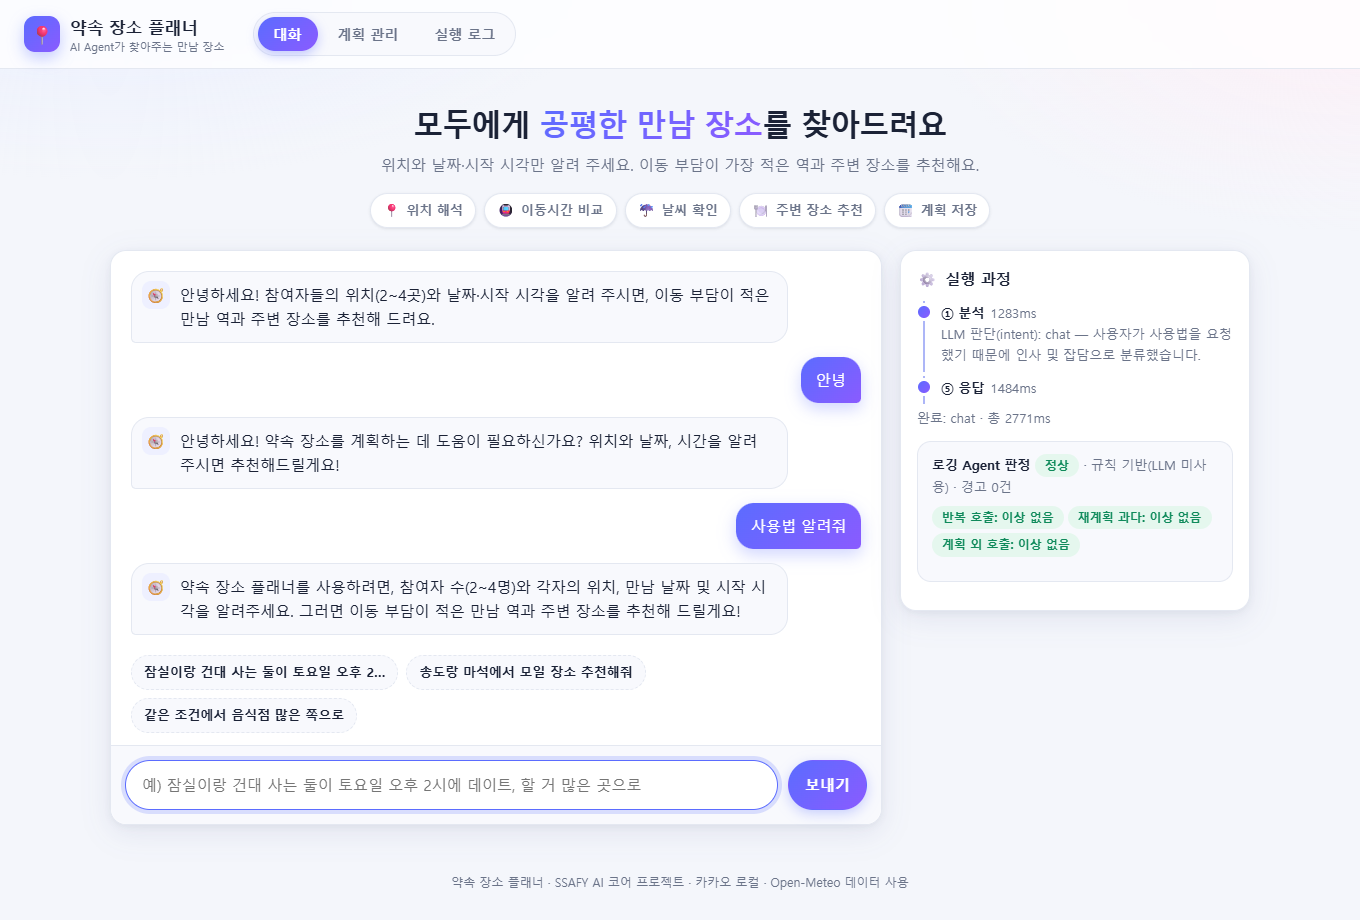 약속 장소 플래너
AI Agent가 찾아주는 만남 장소
대화
계획 관리
실행 로그
모두에게 공평한 만남 장소를 찾아드려요
위치와 날짜·시작 시각만 알려 주세요. 이동 부담이 가장 적은 역과 주변 장소를 추천해요.
위치 해석
이동시간 비교
날씨 확인
주변 장소 추천
계획 저장
안녕하세요! 참여자들의 위치(2~4곳)와 날짜·시작 시각을 알려 주시면, 이동 부담이 적은
만남 역과 주변 장소를 추천해 드려요.
안녕
안녕하세요! 약속 장소를 계획하는 데 도움이 필요하신가요? 위치와 날짜, 시간을 알려
주시면 추천해드릴게요!
사용법 알려줘
약속 장소 플래너를 사용하려면, 참여자 수(2~4명)와 각자의 위치, 만남 날짜 및 시작 시
각을 알려주세요. 그러면 이동 부담이 적은 만남 역과 주변 장소를 추천해 드릴게요!
잠실이랑 건대 사는 둘이 토요일 오후 2...
송도랑 마석에서 모일 장소 추천해줘
같은 조건에서 음식점 많은 쪽으로
예) 잠실이랑 건대 사는 둘이 토요일 오후 2시에 데이트, 할 거 많은 곳으로
보내기
실행 과정
① 분석 1283ms
LLM 판단(intent): chat — 사용자가 사용법을 요청
했기 때문에 인사 및 잡담으로 분류했습니다.
⑤ 응답 1484ms
완료: chat · 총 2771ms
로깅 Agent 판정 정상 · 규칙 기반(LLM 미사
용) · 경고 0건
반복 호출: 이상 없음
재계획 과다: 이상 없음
계획 외 호출: 이상 없음
약속 장소 플래너 · SSAFY AI 코어 프로젝트 · 카카오 로컬 · Open-Meteo 데이터 사용